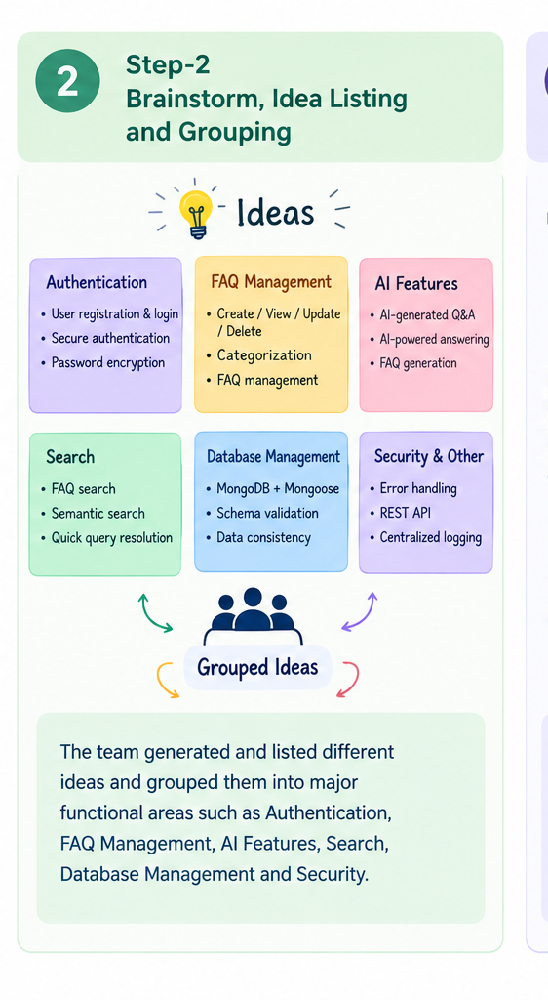 2
Step-2
Brainstorm, Idea Listing
and Grouping
Ideas
Authentication
• User registration & login
• Secure authentication
• Password encryption
FAQ Management
• Create / View / Update
/ Delete
• Categorization
• FAQ management
AI Features
• AI-generated Q&A
• AI-powered answering
• FAQ generation
Search
• FAQ search
• Semantic search
• Quick query resolution
Database Management
• MongoDB + Mongoose
• Schema validation
• Data consistency
Security & Other
• Error handling
• REST API
• Centralized logging
Grouped Ideas
The team generated and listed different
ideas and grouped them into major
functional areas such as Authentication,
FAQ Management, AI Features, Search,
Database Management and Security.